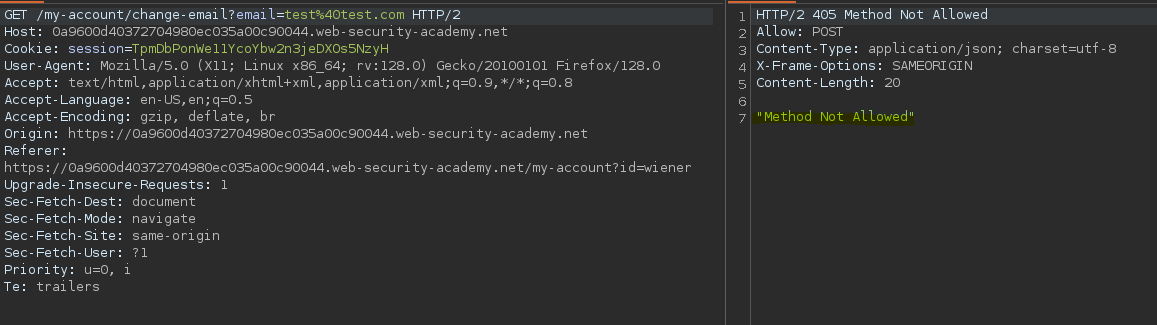 GET /my-account/change-email?email=test%40test.com HTTP/2
Host: 0a9600d40372704980ec035a00c90044.web-security-academy.net
Cookie: session=TpmDbPonWe11YcoYbw2n3jeDXOs5NzyH
User-Agent: Mozilla/5.0 (X11; Linux x86_64; rv:128.0) Gecko/20100101 Firefox/128.0
Accept: text/html,application/xhtml+xml,application/xml;q=0.9,*/*;q=0.8
Accept-Language: en-US,en;q=0.5
Accept-Encoding: gzip, deflate, br
Origin: https://0a9600d40372704980ec035a00c90044.web-security-academy.net
Referer:
https://0a9600d40372704980ec035a00c90044.web-security-academy.net/my-account?id=wiener
Upgrade-Insecure-Requests: 1
Sec-Fetch-Dest: document
Sec-Fetch-Mode: navigate
Sec-Fetch-Site: same-origin
Sec-Fetch-User: ?1
Priority: u=0, i
Te: trailers
1 HTTP/2 405 Method Not Allowed
2 Allow: POST
3 Content-Type: application/json; charset=utf-8
4 X-Frame-Options: SAMEORIGIN
5 Content-Length: 20
6
7 "Method Not Allowed"